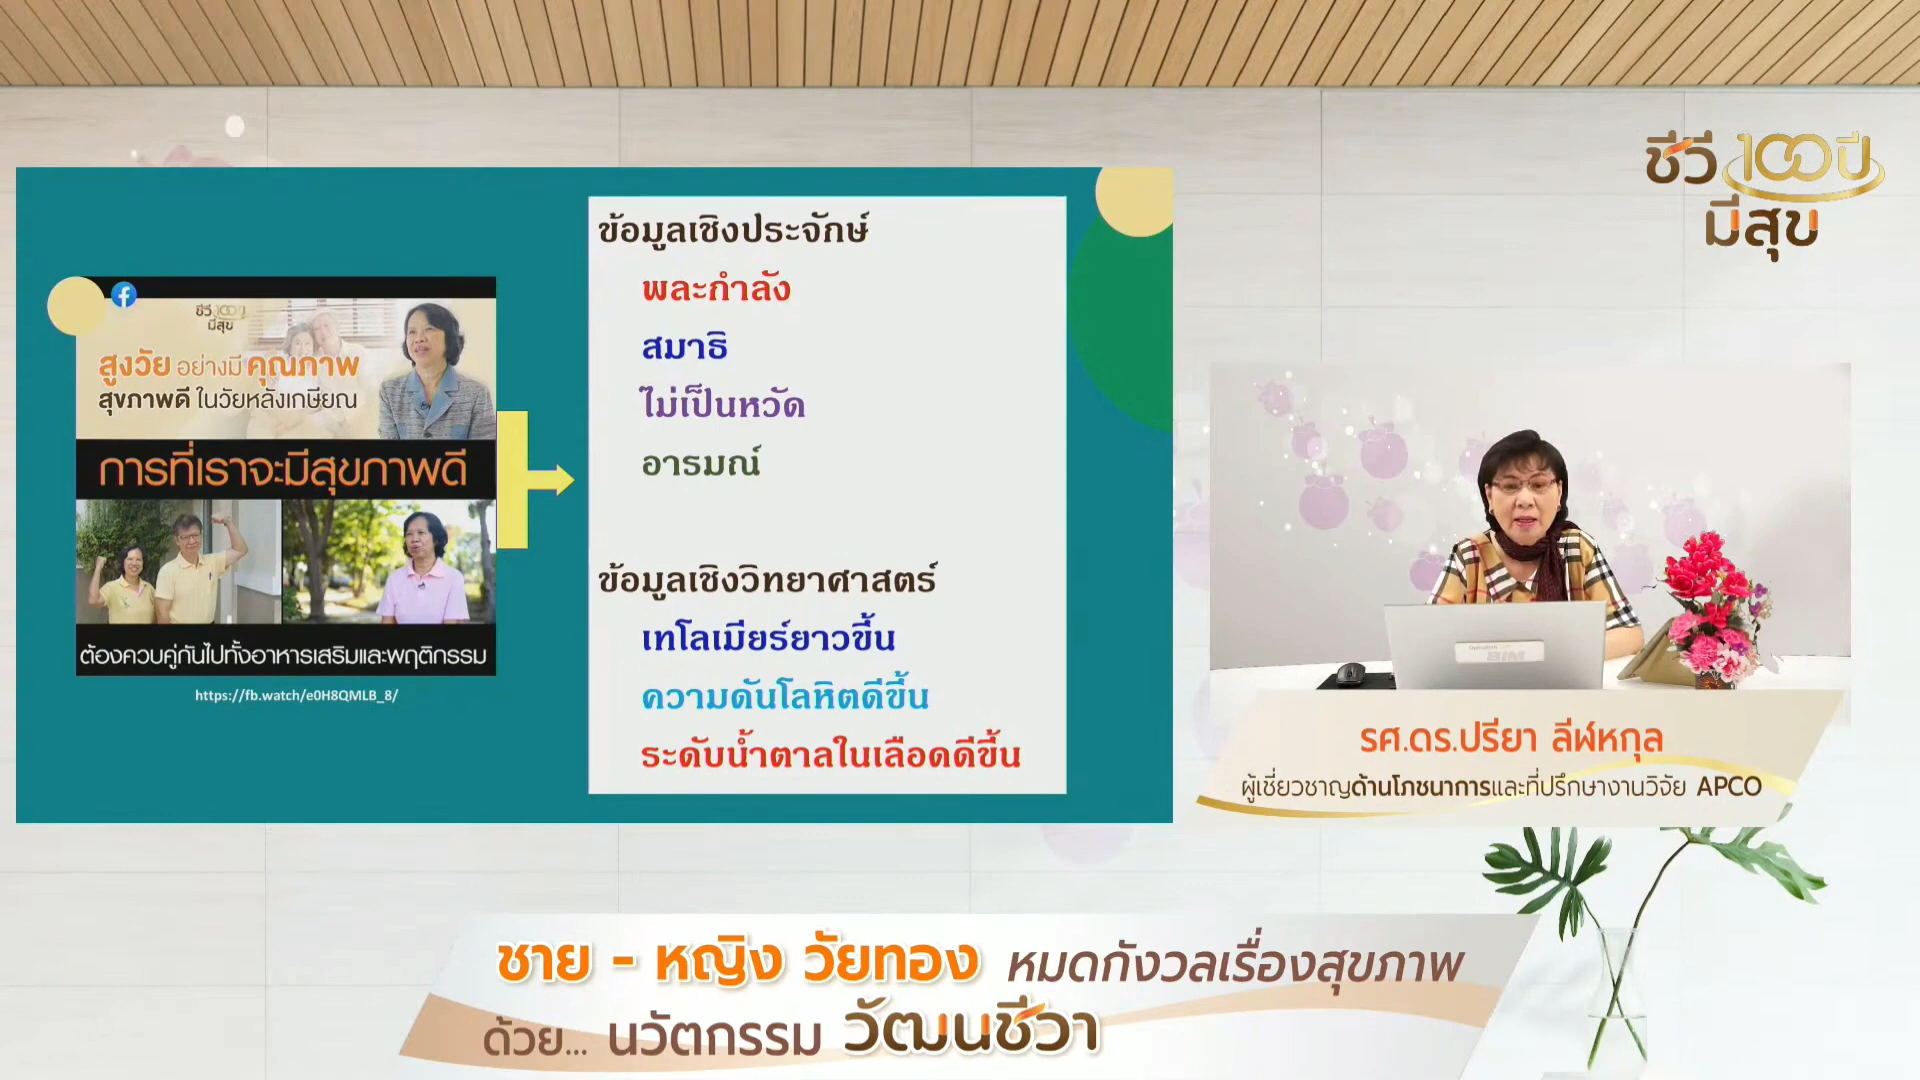 ชีวี 100 ปี
มีสุข
ข้อมูลเชิงประจักษ์
พละกำลัง
สมาธิ
ไม่เป็นหวัด
อารมณ์
ข้อมูลเชิงวิทยาศาสตร์
เทโลเมียร์ยาวขึ้น
ความดันโลหิตดีขึ้น
ระดับน้ำตาลในเลือดดีขึ้น
ชีวี 100 ปี
มีสุข
สูงวัย อย่างมี คุณภาพ
สุขภาพดี ในวัยหลังเกษียณ
การที่เราจะมีสุขภาพดี
ต้องควบคู่กันไปทั้งอาหารเสริมและพฤติกรรม
https://fb.watch/e0H8QMLB_8/
รศ.ดร.ปรียา ลีฬหกุล
ผู้เชี่ยวชาญด้านโภชนาการและที่ปรึกษางานวิจัย APCO
ชาย - หญิง วัยทอง หมดกังวลเรื่องสุขภาพ
ด้วย... นวัตกรรม วัฒนชีวา